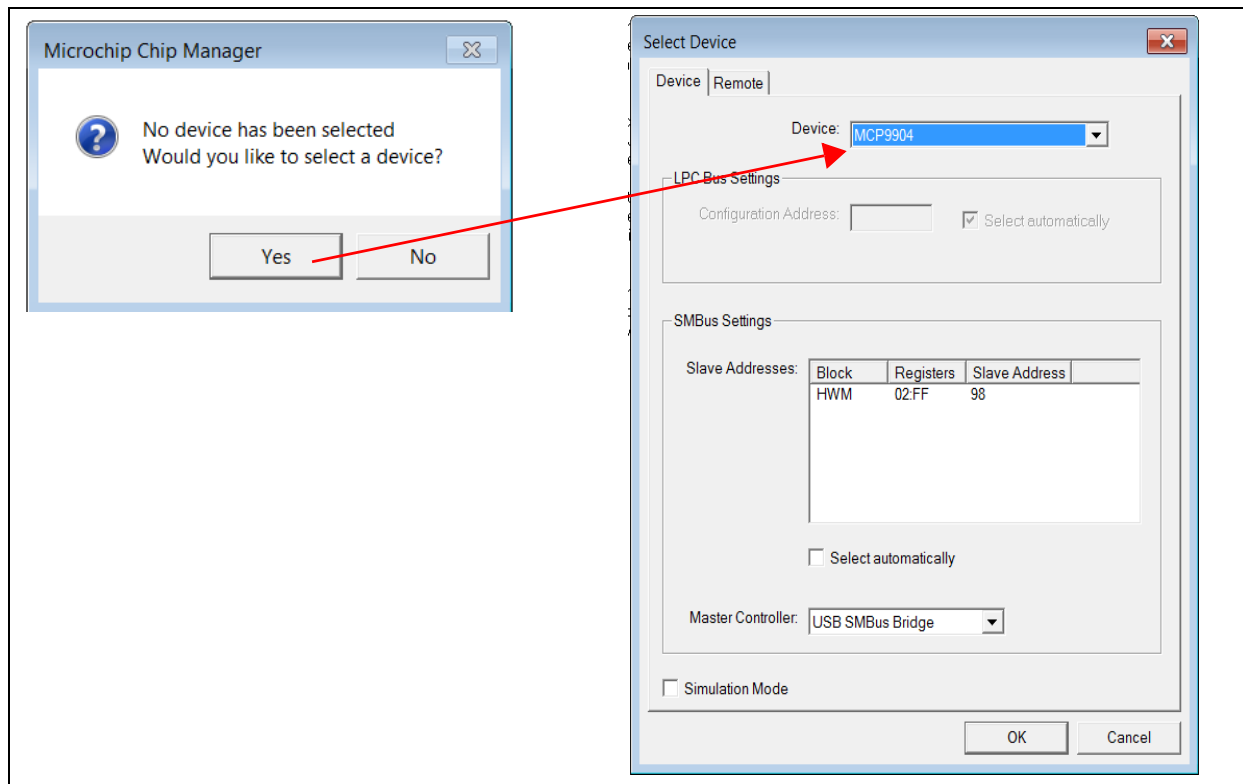 Microchip Chip Manager
No device has been selected
Would you like to select a device?
Yes No
Select Device
Device Remote
Device: MCP9904
LPC Bus Settings
Configuration Address: Select automatically
SMBus Settings
Slave Addresses: Block Registers Slave Address
HWM 02:FF 98
Select automatically
Master Controller: USB SMBus Bridge
Simulation Mode
OK Cancel